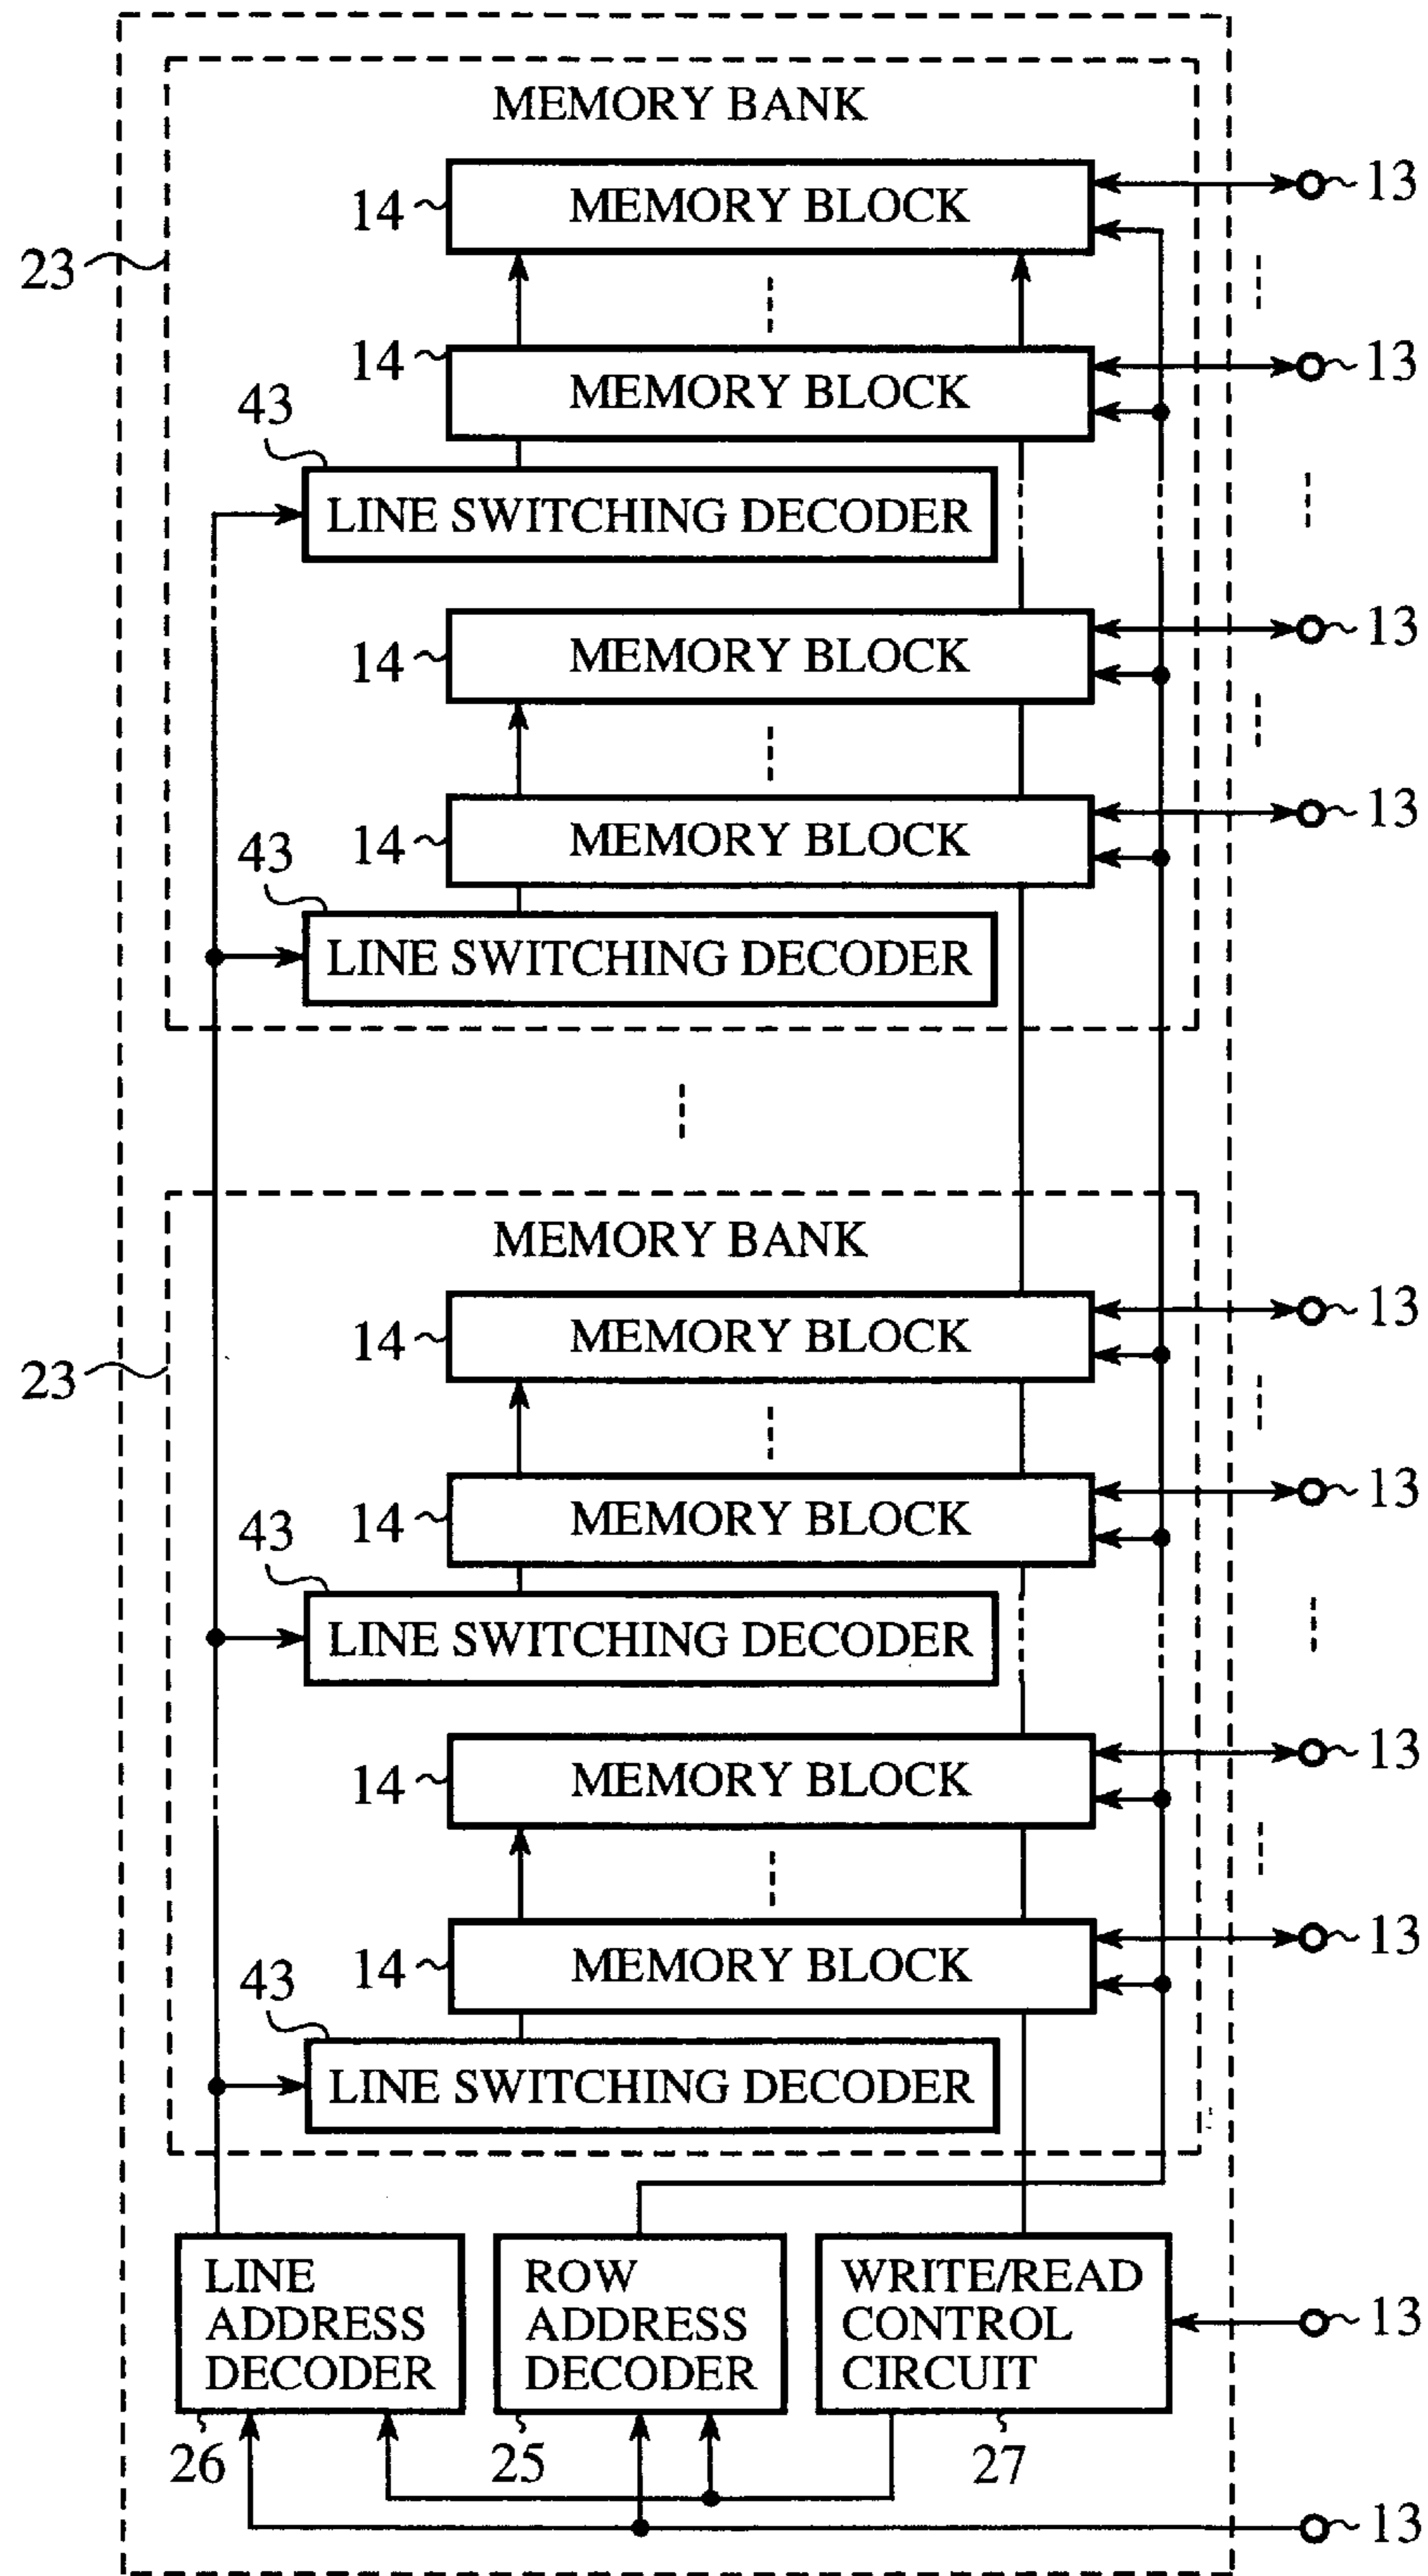 MEMORY BANK
14 MEMORY BLOCK 13
23
14 MEMORY BLOCK 13
43
LINE SWITCHING DECODER
14 MEMORY BLOCK 13
14 MEMORY BLOCK 13
43
LINE SWITCHING DECODER
MEMORY BANK
14 MEMORY BLOCK 13
23
14 MEMORY BLOCK 13
43
LINE SWITCHING DECODER
14 MEMORY BLOCK 13
14 MEMORY BLOCK 13
43
LINE SWITCHING DECODER
LINE
ADDRESS
DECODER
26
ROW
ADDRESS
DECODER
25
WRITE/READ
CONTROL
CIRCUIT
27
13
13